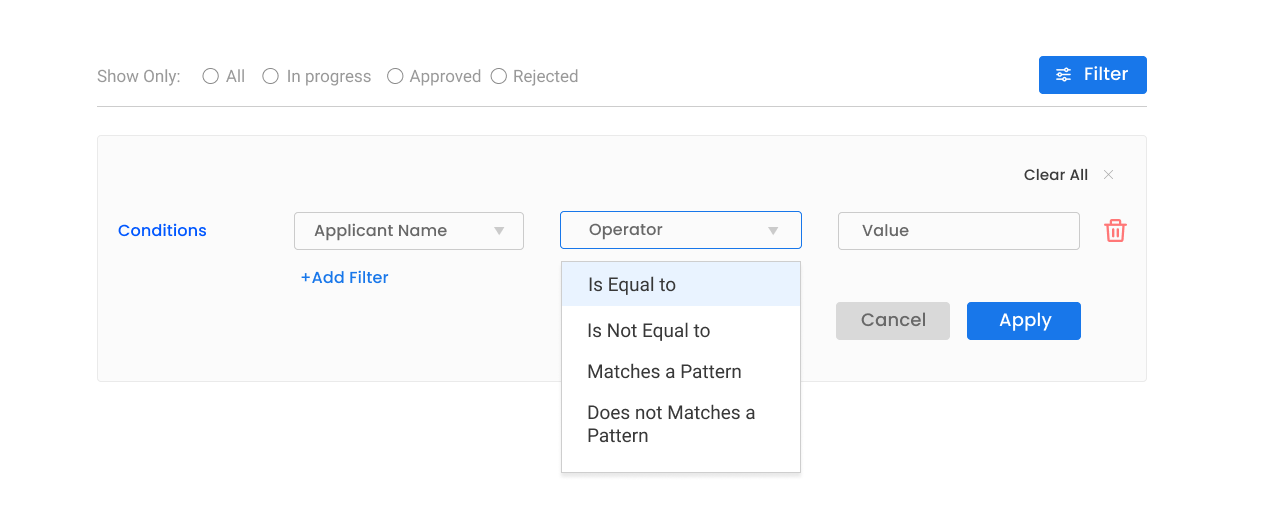 Show Only: All In progress Approved Rejected Filter
Clear All
Conditions Applicant Name Operator Value
+Add Filter
Is Equal to
Cancel Apply
Is Not Equal to
Matches a Pattern
Does not Matches a
Pattern